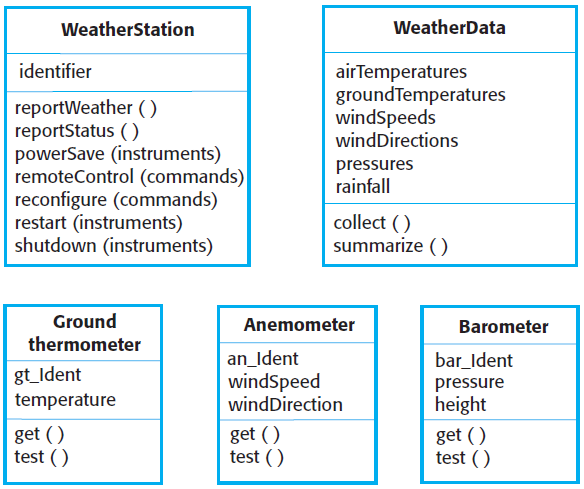 WeatherStation
identifier
reportWeather ( )
reportStatus ( )
powerSave (instruments)
remoteControl (commands)
reconfigure (commands)
restart (instruments)
shutdown (instruments)
WeatherData
airTemperatures
groundTemperatures
windSpeeds
windDirections
pressures
rainfall
collect ( )
summarize ( )
Ground
thermometer
gt_Ident
temperature
get ( )
test ( )
Anemometer
an_Ident
windSpeed
windDirection
get ( )
test ( )
Barometer
bar_Ident
pressure
height
get ( )
test ( )